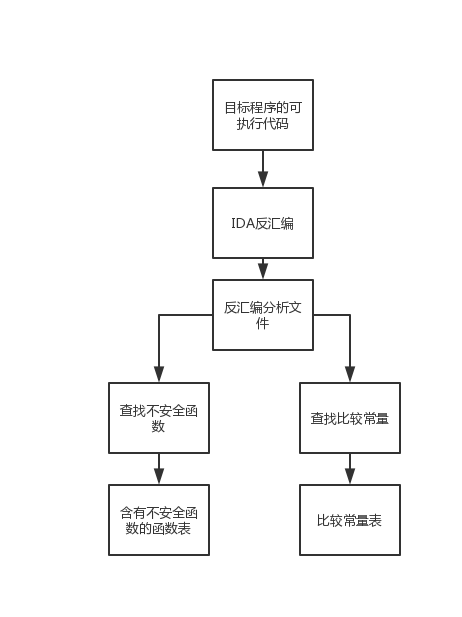 目标程序的可
执行代码
IDA反汇编
反汇编分析文
件
查找不安全函
数
查找比较常量
含有不安全函
数的函数表
比较常量表